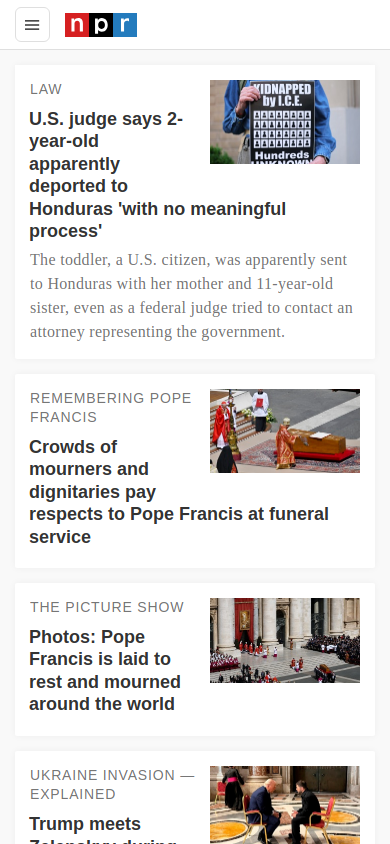 npr
LAW
U.S. judge says 2-
year-old
apparently
deported to
Honduras 'with no meaningful
process'
KIDNAPPED
by I.C.E.
Hundreds
UNKNOWN
The toddler, a U.S. citizen, was apparently sent
to Honduras with her mother and 11-year-old
sister, even as a federal judge tried to contact an
attorney representing the government.
REMEMBERING POPE
FRANCIS
Crowds of
mourners and
dignitaries pay
respects to Pope Francis at funeral
service
THE PICTURE SHOW
Photos: Pope
Francis is laid to
rest and mourned
around the world
UKRAINE INVASION —
EXPLAINED
Trump meets
Zelenskyy during